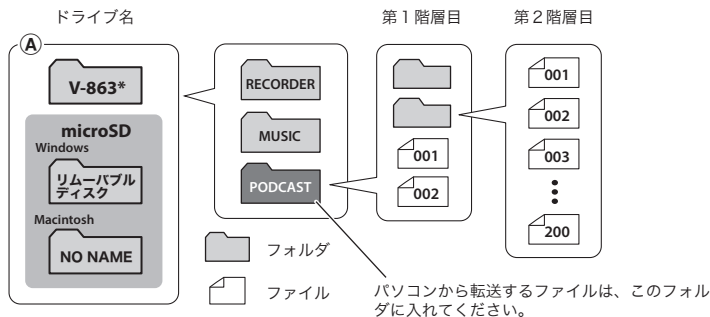 ドライブ名
第1階層目
第2階層目
A
V-863*
microSD
Windows
リムーバブル
ディスク
Macintosh
NO NAME
RECORDER
MUSIC
PODCAST
001
002
001
002
003
200
フォルダ
ファイル
パソコンから転送するファイルは、このフォル
ダに入れてください。